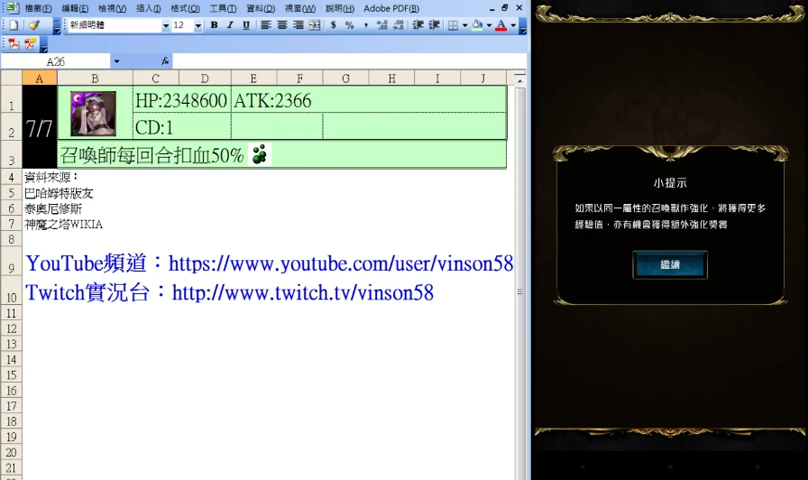 檔案(F) 編輯(E) 檢視(V) 插入(I) 格式(O) 工具(T) 資料(D) 視窗(W) 說明(H) Adobe PDF(B)
新細明體 12 B I U $ %
A26 fx
A B C D E F G H I J
1 HP:2348600 ATK:2366
2 7/7 CD:1
3 召喚師每回合扣血50%
4 資料來源：
5 巴哈姆特版友
6 泰奧尼修斯
7 神魔之塔WIKIA
8
9 YouTube頻道：https://www.youtube.com/user/vinson58
10 Twitch實況台：http://www.twitch.tv/vinson58
11
12
13
14
15
16
17
18
19
20
21
小提示
如果以同一屬性的召喚獸作強化，將獲得更多
經驗值，亦有機會獲得額外強化獎賞
繼續